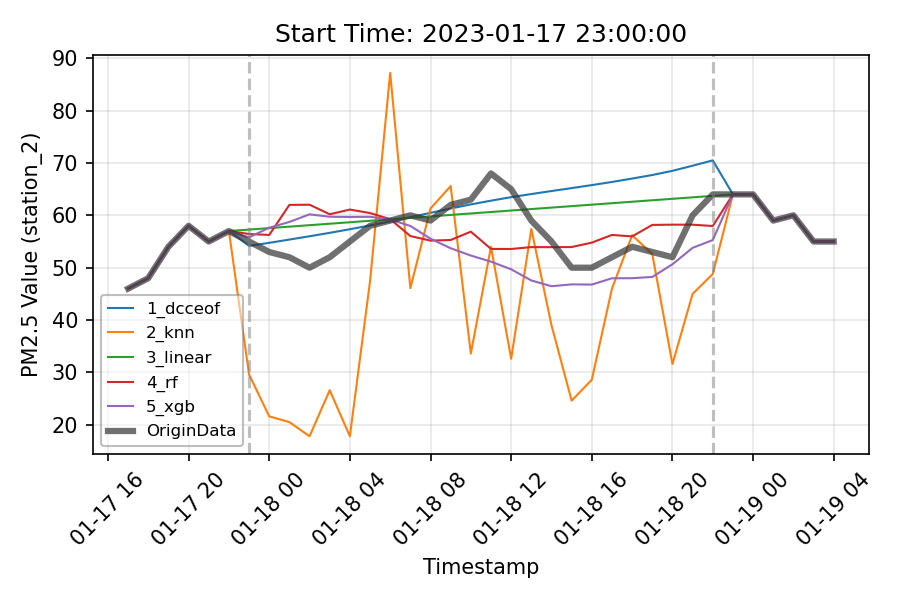 Start Time: 2023-01-17 23:00:00
PM2.5 Value (station_2)
90
80
70
60
50
40
30
20
1_dcceof
2_knn
3_linear
4_rf
5_xgb
OriginData
01-17 16
01-17 20
01-18 00
01-18 04
01-18 08
01-18 12
01-18 16
01-18 20
01-19 00
01-19 04
Timestamp